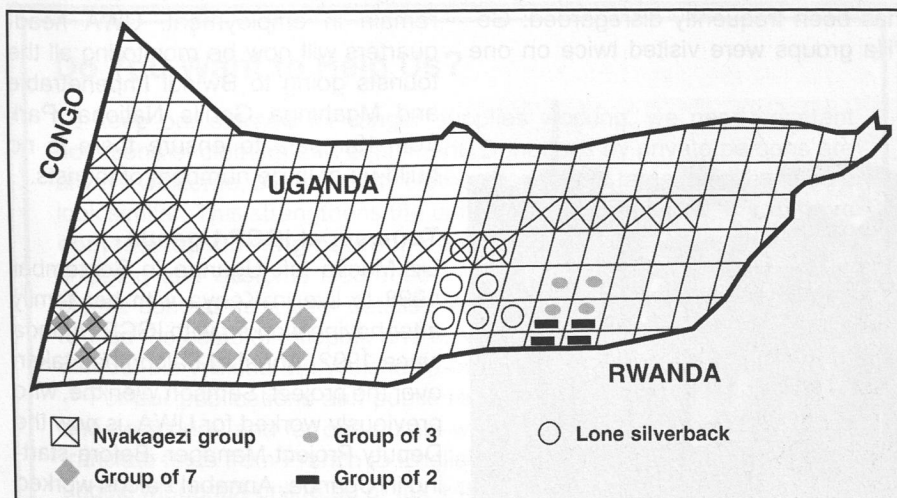 CONGO
UGANDA
RWANDA
Nyakagezi group
Group of 3
Lone silverback
Group of 7
Group of 2